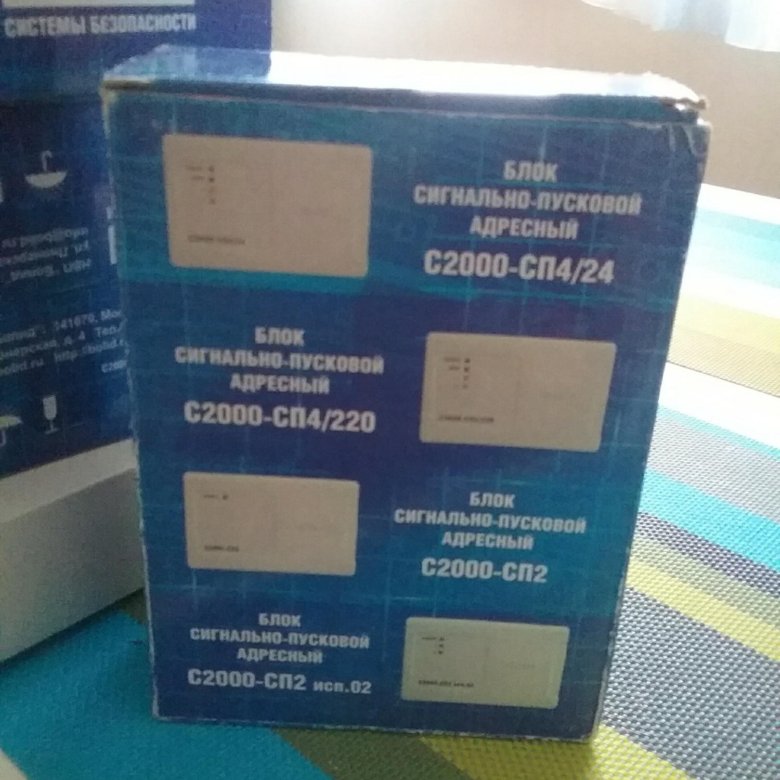 СИСТЕМЫ БЕЗОПАСНОСТИ
БЛОК
СИГНАЛЬНО-ПУСКОВОЙ
АДРЕСНЫЙ
С2000-СП4/24
БЛОК
СИГНАЛЬНО-ПУСКОВОЙ
АДРЕСНЫЙ
С2000-СП4/220
БЛОК
СИГНАЛЬНО-ПУСКОВОЙ
АДРЕСНЫЙ
С2000-СП2
БЛОК
СИГНАЛЬНО-ПУСКОВОЙ
АДРЕСНЫЙ
С2000-СП2 исп.02